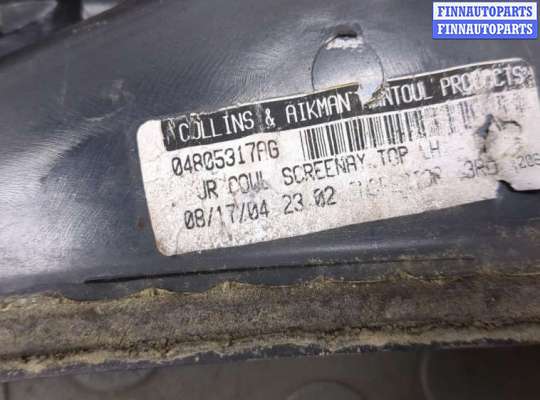 FINNAUTOPARTS
FINNAUTOPARTS
COLLINS & AIKMAN PRODUCTS
04805317AG
JR COWL SCREEN TOP LH
08/17/04 23:02